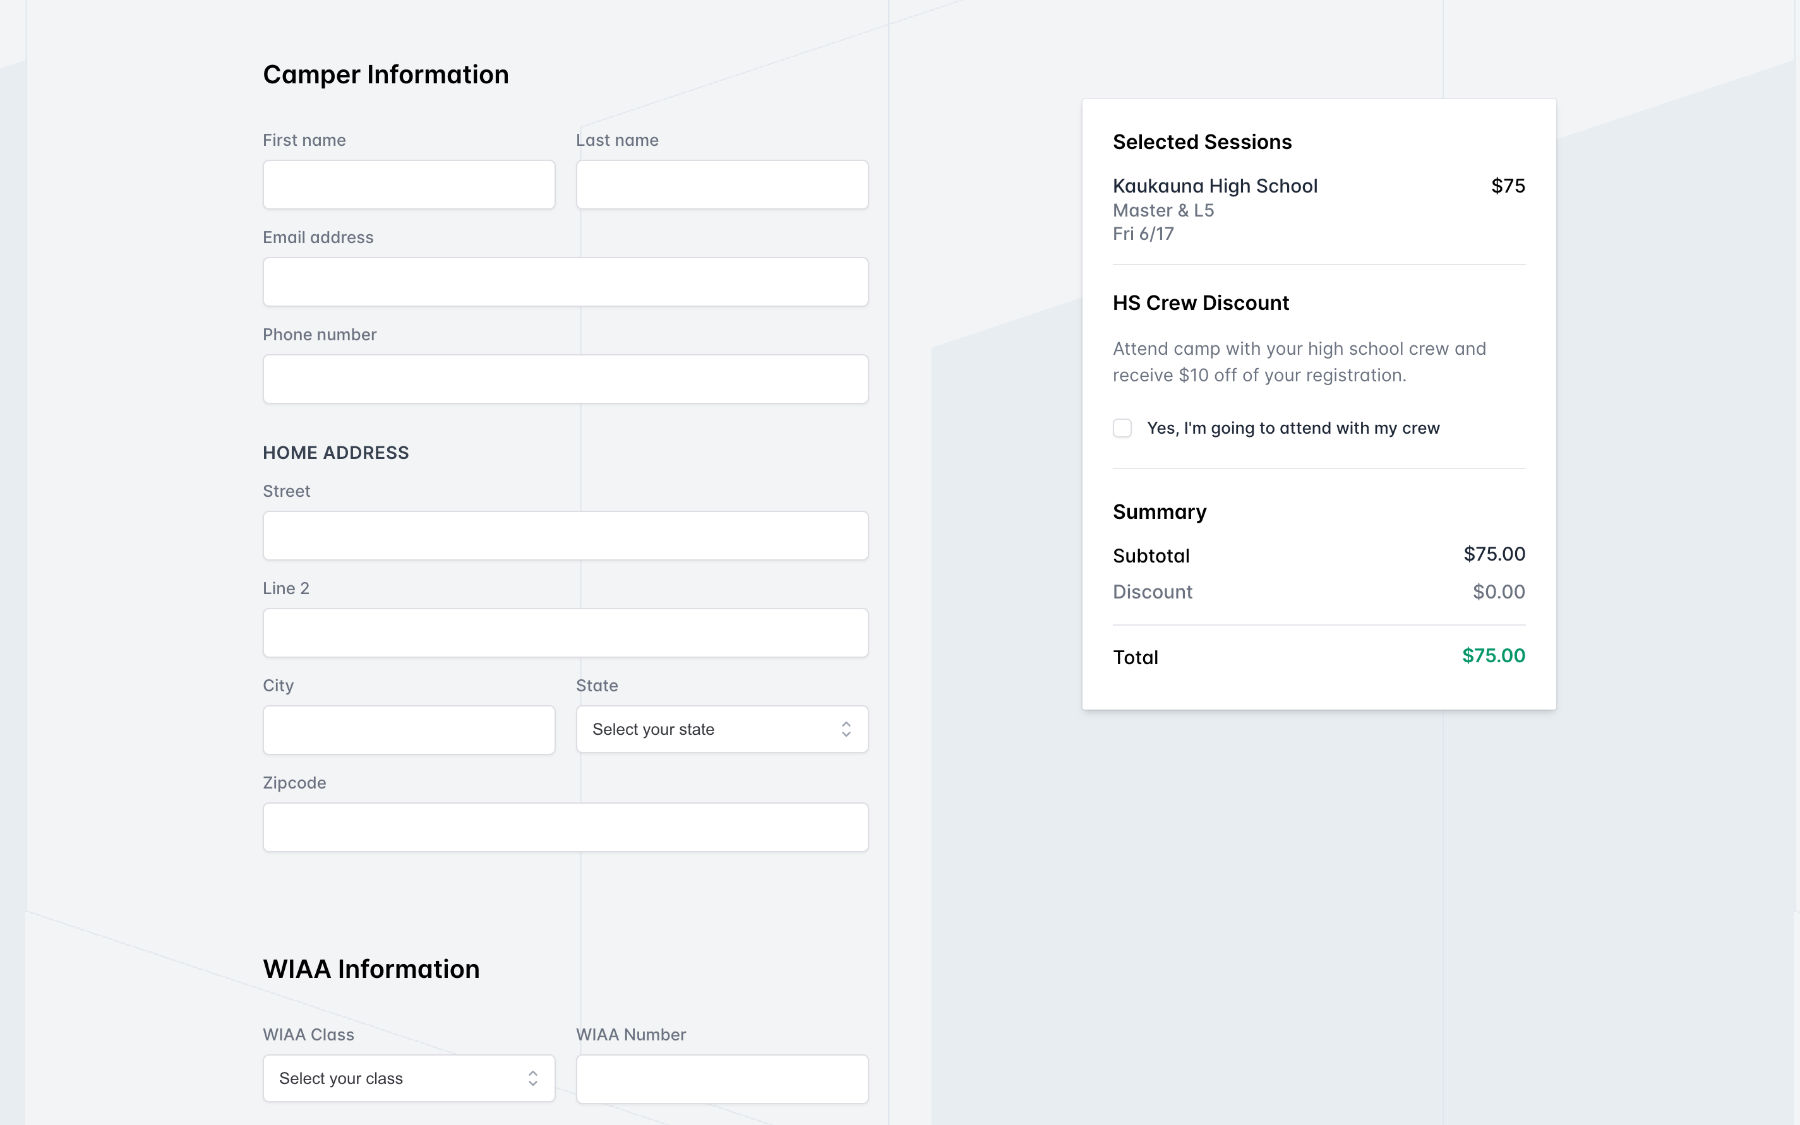 Camper Information
First name
Last name
Email address
Phone number
HOME ADDRESS
Street
Line 2
City
State
Select your state
Zipcode
WIAA Information
WIAA Class
WIAA Number
Select your class
Selected Sessions
Kaukauna High School $75
Master & L5
Fri 6/17
HS Crew Discount
Attend camp with your high school crew and
receive $10 off of your registration.
Yes, I'm going to attend with my crew
Summary
Subtotal $75.00
Discount $0.00
Total $75.00